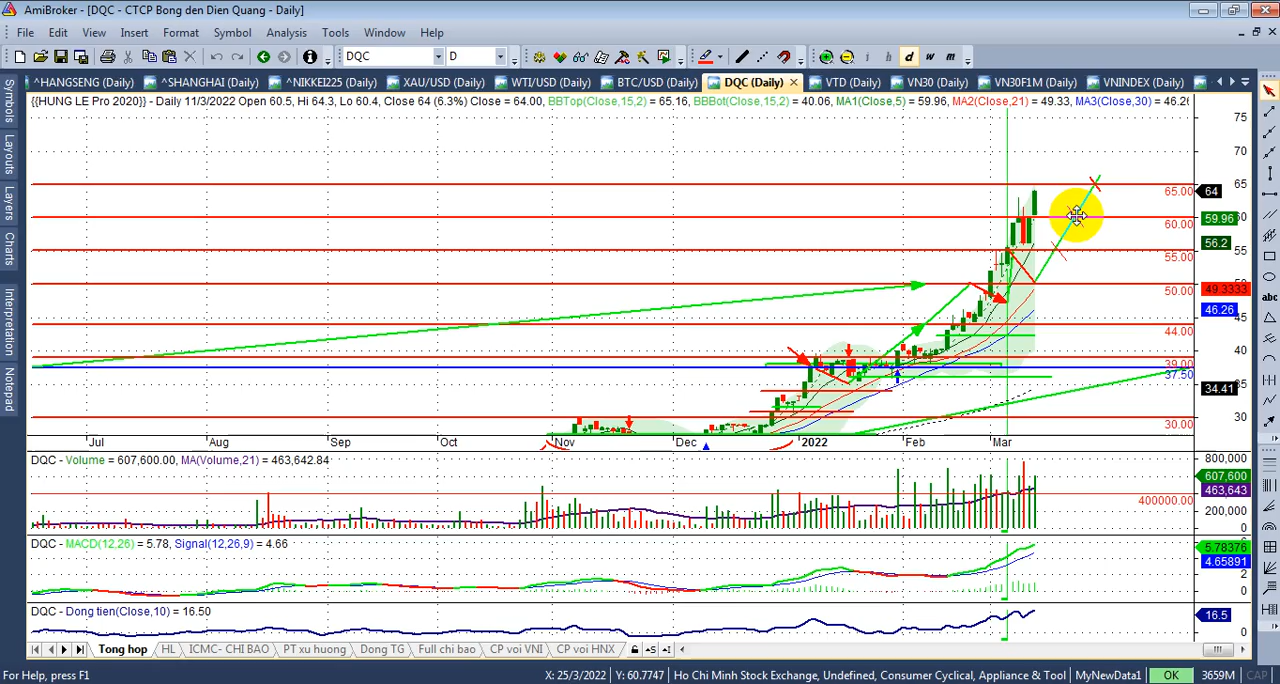 AmiBroker - [DQC - CTCP Bong den Dien Quang - Daily]
File Edit View Insert Format Symbol Analysis Tools Window Help
DQC D i h d w m
^HANGSENG (Daily) ^SHANGHAI (Daily) ^NIKKEI225 (Daily) XAU/USD (Daily) WTI/USD (Daily) BTC/USD (Daily) DQC (Daily) VTD (Daily) VN30 (Daily) VN30F1M (Daily) VNINDEX (Daily)
{{HUNG LE Pro 2020}} - Daily 11/3/2022 Open 60.5, Hi 64.3, Lo 60.4, Close 64 (6.3%) Close = 64.00, BBTop(Close,15,2) = 65.16, BBBot(Close,15,2) = 40.06, MA1(Close,5) = 59.96, MA2(Close,21) = 49.33, MA3(Close,30) = 46.26
Symbols
Layouts
Layers
Charts
Interpretation
Notepad
abc
75
70
65
65.00 64
59.96 60
60.00
56.2
55
55.00
50
50.00 49.3333
46.26 45
44.00
40
39.00
37.50
35
34.41
30
30.00
Jul Aug Sep Oct Nov Dec 2022 Feb Mar
DQC - Volume = 607,600.00, MA(Volume,21) = 463,642.84
800,000
607,600
463,643
400000.00
200,000
0
DQC - MACD(12,26) = 5.78, Signal(12,26,9) = 4.66
5.78376
4.65891
2
0
DQC - Dong tien(Close,10) = 16.50
16.5
0
Tong hop HL ICMC- CHI BAO PT xu huong Dong TG Full chi bao CP voi VNI CP voi HNX
For Help, press F1 X: 25/3/2022 Y: 60.7747 Ho Chi Minh Stock Exchange, Undefined, Consumer Cyclical, Appliance & Tool MyNewData1 OK 3659M CAP